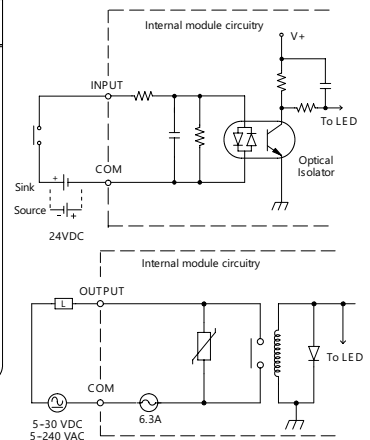 Internal module circuitry
V+
INPUT
To LED
COM
Optical
Isolator
Sink
+
Source
- +
24VDC
Internal module circuitry
OUTPUT
L
To LED
COM
6.3A
5-30 VDC
5-240 VAC